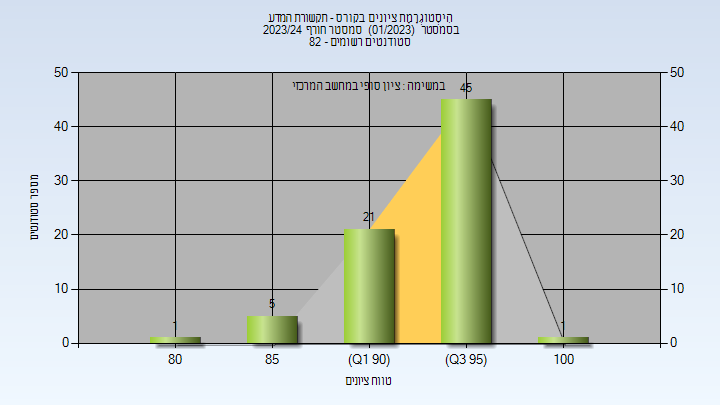 היסטוגרמת ציונים בקורס - תקשורת המדע
בסמסטר (01/2023) סמסטר חורף 2023/24
סטודנטים רשומים - 82
במשימה : ציון סופי במחשב המרכזי
50
40
30
20
10
0
50
40
30
20
10
0
1
5
21
45
1
80
85
(Q1 90)
(Q3 95)
100
מספר סטודנטים
טווח ציונים